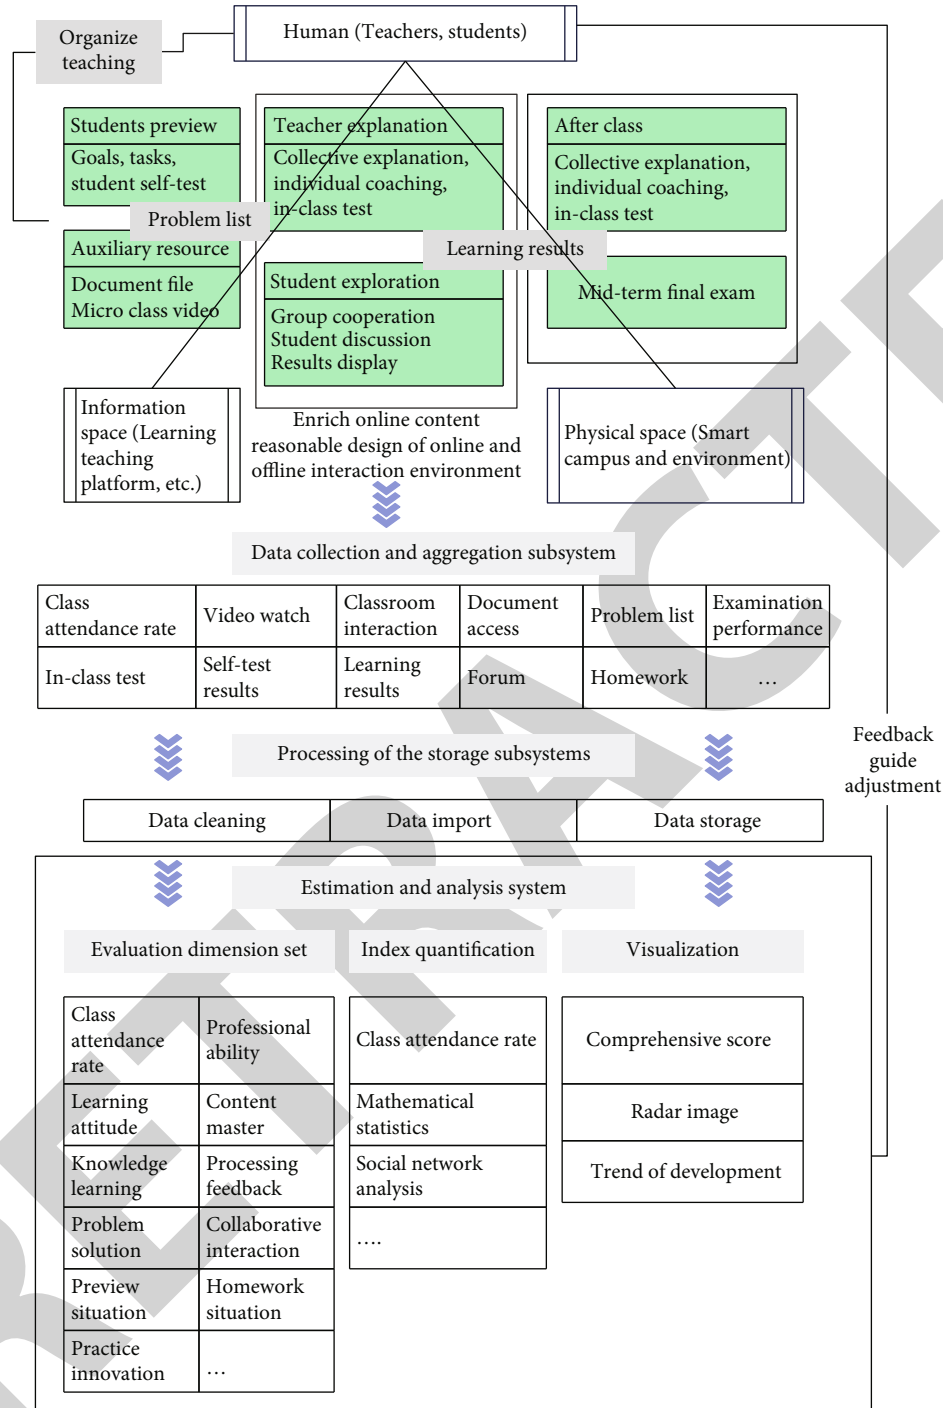 Organize
teaching
Human (Teachers, students)
Students preview
Goals, tasks,
student self-test
Problem list
Auxiliary resource
Document file
Micro class video
Teacher explanation
Collective explanation,
individual coaching,
in-class test
Learning results
Student exploration
Group cooperation
Student discussion
Results display
After class
Collective explanation,
individual coaching,
in-class test
Mid-term final exam
Information
space (Learning
teaching
platform, etc.)
Enrich online content
reasonable design of online and
offline interaction environment
Physical space (Smart
campus and environment)
Data collection and aggregation subsystem
Class
attendance rate
Video watch
Classroom
interaction
Document
access
Problem list
Examination
performance
In-class test
Self-test
results
Learning
results
Forum
Homework
…
Processing of the storage subsystems
Feedback
guide
adjustment
Data cleaning
Data import
Data storage
Estimation and analysis system
Evaluation dimension set
Index quantification
Visualization
Class
attendance
rate
Professional
ability
Learning
attitude
Content
master
Knowledge
learning
Processing
feedback
Problem
solution
Collaborative
interaction
Preview
situation
Homework
situation
Practice
innovation
…
Class attendance rate
Mathematical
statistics
Social network
analysis
….
Comprehensive score
Radar image
Trend of development
RETRACTE